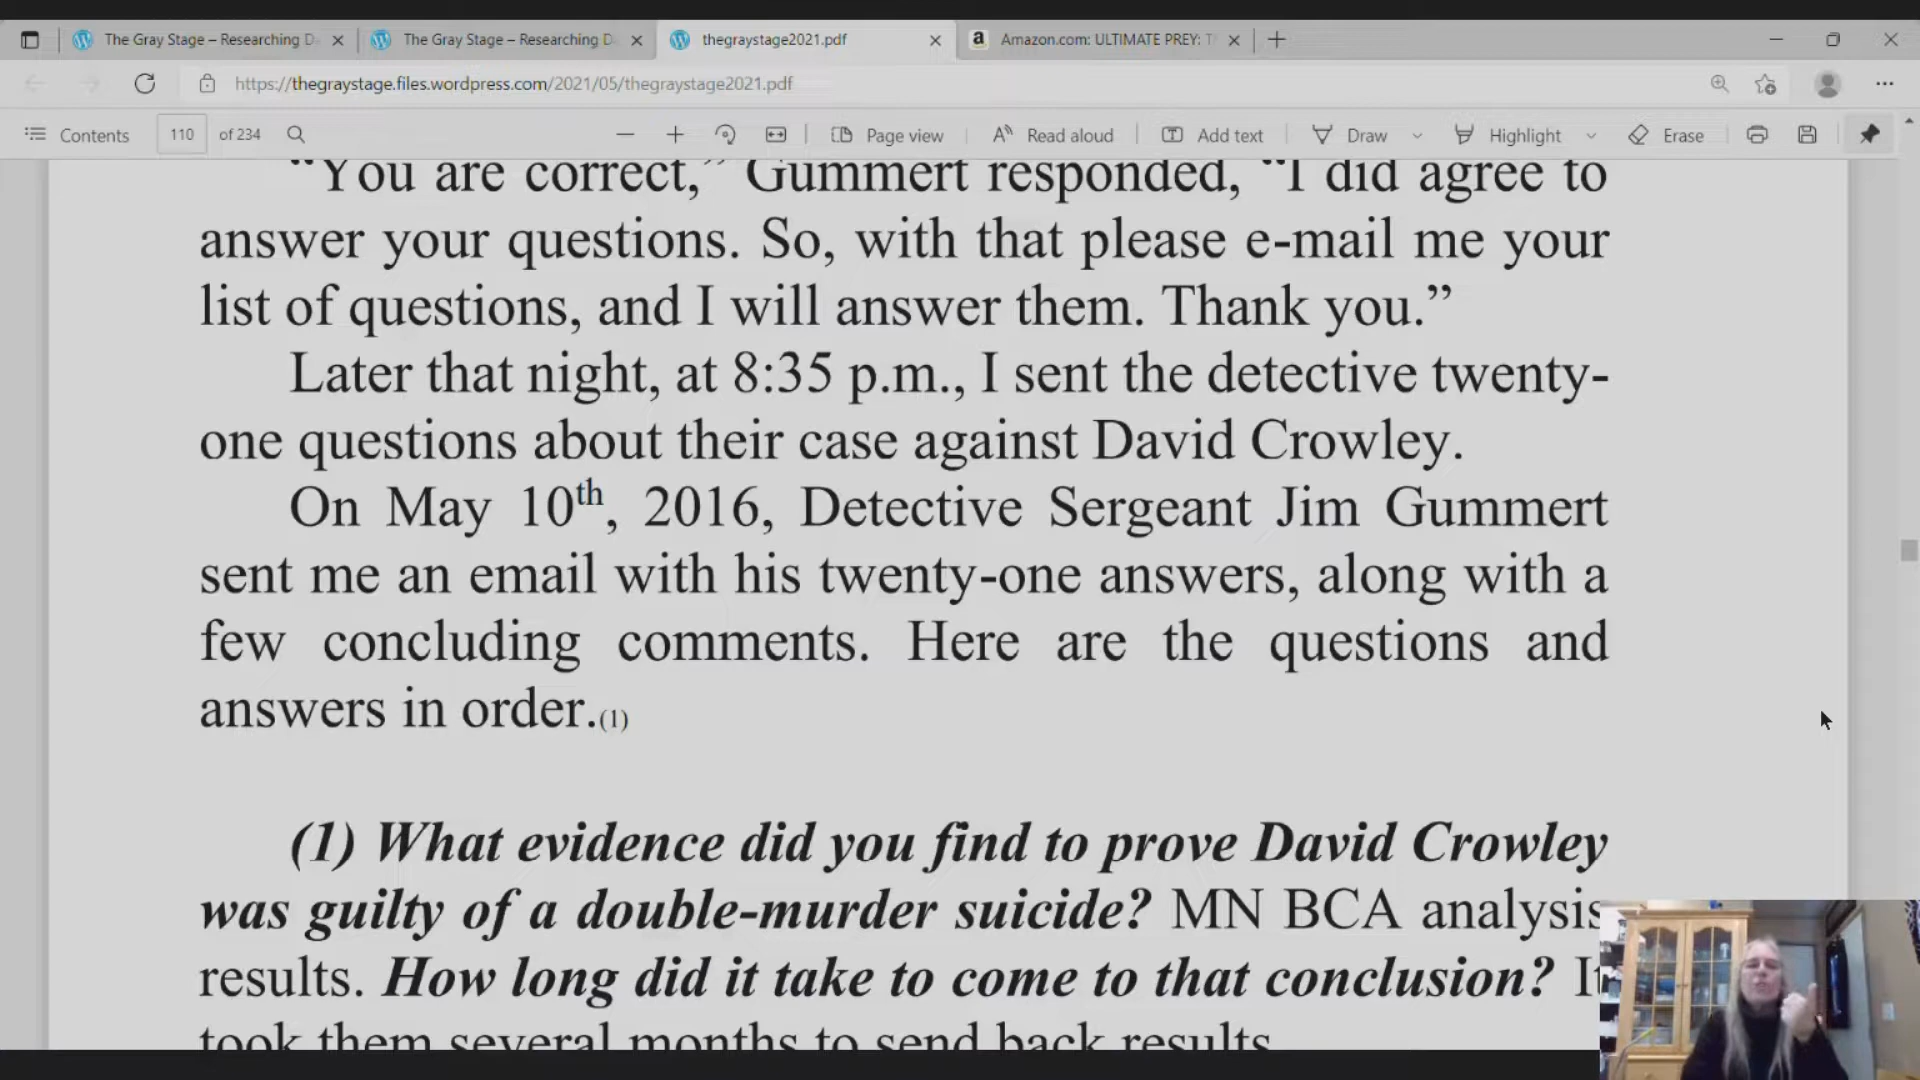 The Gray Stage – Researching D
The Gray Stage – Researching D
thegraystage2021.pdf
Amazon.com: ULTIMATE PREY: T
https://thegraystage.files.wordpress.com/2021/05/thegraystage2021.pdf
Contents 110 of 234 Page view Read aloud Add text Draw Highlight Erase
“You are correct,” Gummert responded, “I did agree to
answer your questions. So, with that please e-mail me your
list of questions, and I will answer them. Thank you.”
Later that night, at 8:35 p.m., I sent the detective twenty-
one questions about their case against David Crowley.
On May 10th, 2016, Detective Sergeant Jim Gummert
sent me an email with his twenty-one answers, along with a
few concluding comments. Here are the questions and
answers in order.(1)
(1) What evidence did you find to prove David Crowley
was guilty of a double-murder suicide? MN BCA analysis
results. How long did it take to come to that conclusion? It
took them several months to send back results.